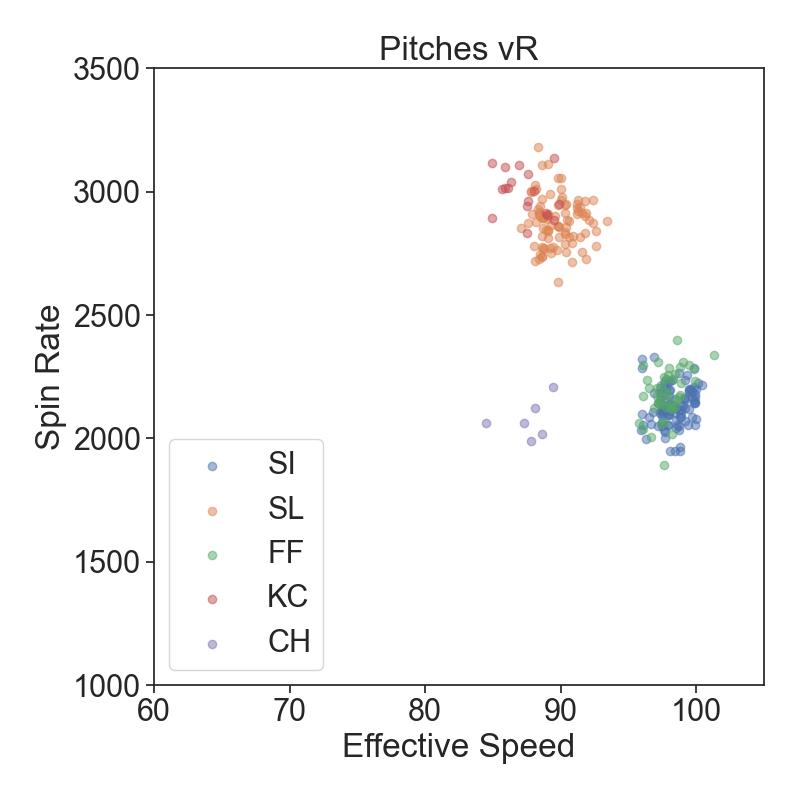 Pitches vR
3500
3000
2500
2000
1500
1000
Spin Rate
SI
SL
FF
KC
CH
60 70 80 90 100
Effective Speed